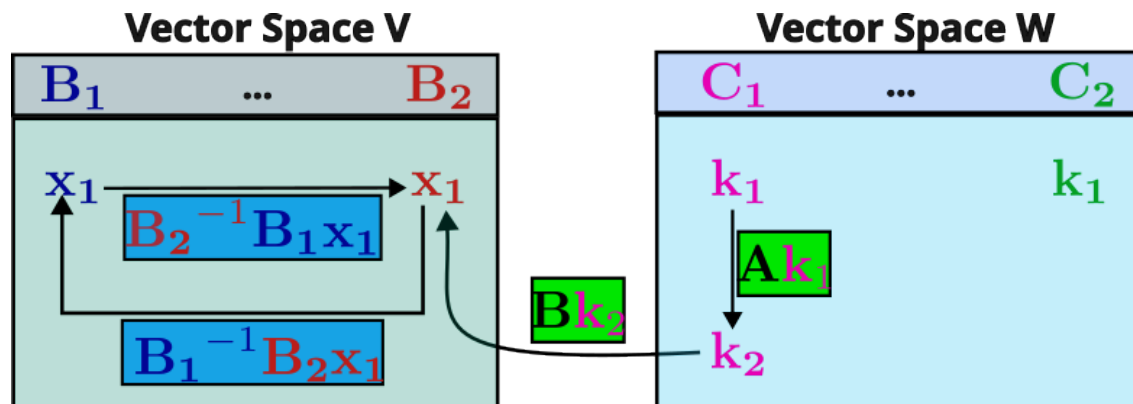 Vector Space V
B₁ ... B₂
x₁ x₁
B₂⁻¹B₁x₁
B₁⁻¹B₂x₁
Bk₂
Vector Space W
C₁ ... C₂
k₁ k₁
Ak₁
k₂